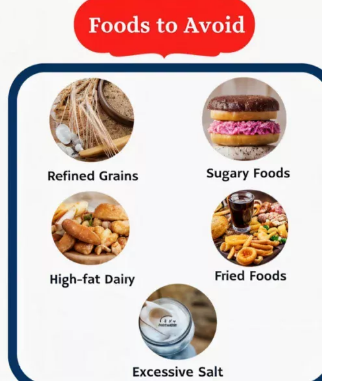 Foods to Avoid
Refined Grains
Sugary Foods
High-fat Dairy
Fried Foods
Excessive Salt